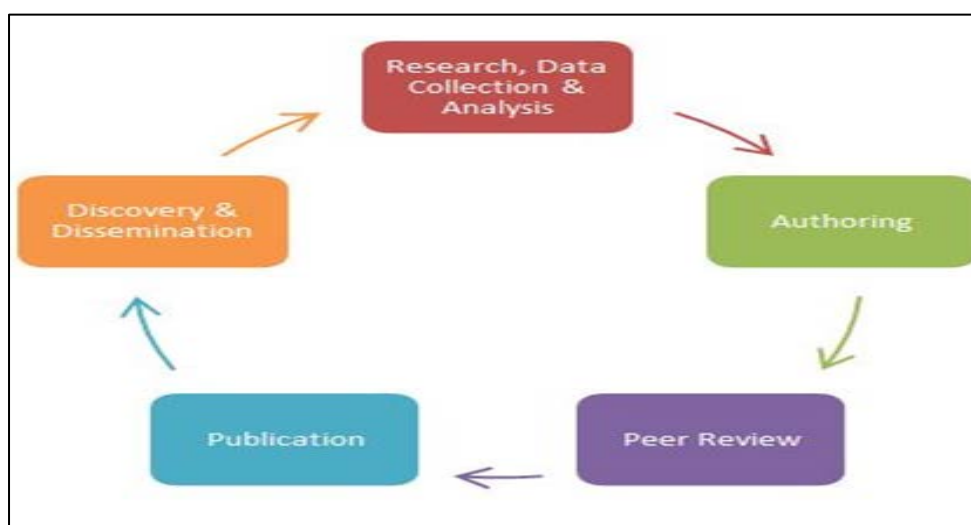 Research, Data
Collection &
Analysis
Authoring
Peer Review
Publication
Discovery &
Dissemination